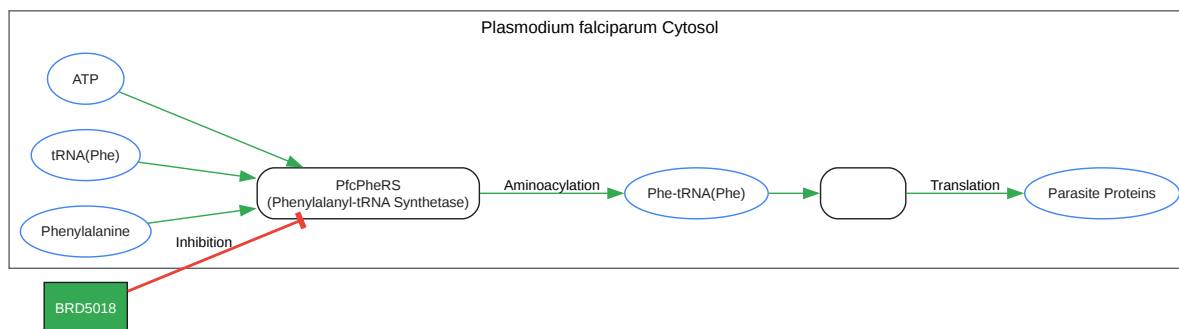 Plasmodium falciparum Cytosol
ATP
tRNA(Phe)
Phenylalanine
PfcPheRS
(Phenylalanyl-tRNA Synthetase)
Inhibition
BRD5018
Aminoacylation
Phe-tRNA(Phe)
Translation
Parasite Proteins